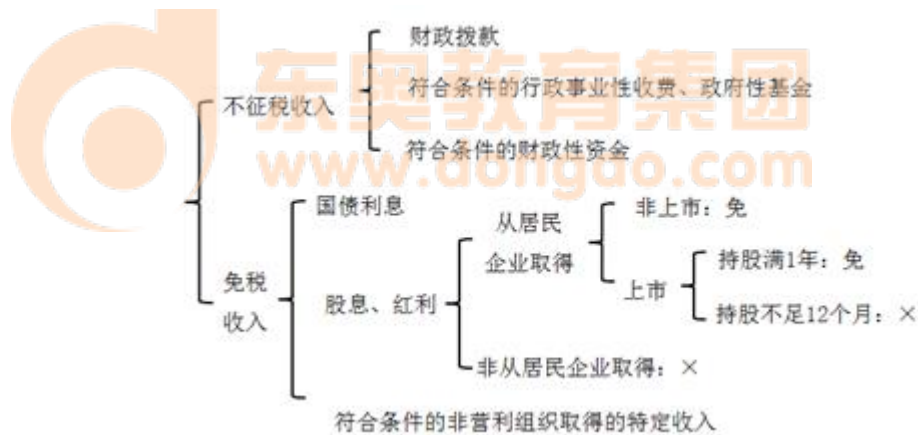 财政拨款
东奥教育集团
不征税收入
符合条件的行政事业性收费、政府性基金
符合条件的财政性资金
www.dongao.com
国债利息
从居民
企业取得
非上市：免
持股满1年：免
上市
持股不足12个月：×
免税
收入
股息、红利
非从居民企业取得：×
符合条件的非营利组织取得的特定收入